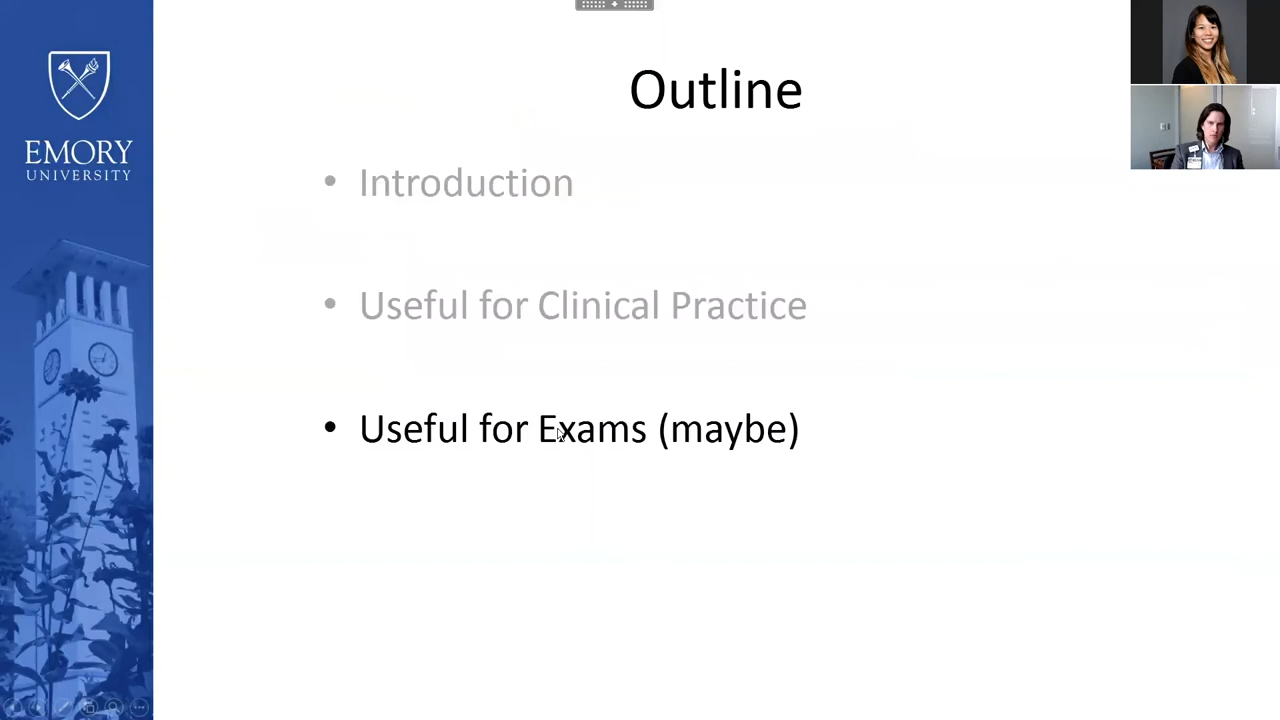 Outline
EMORY
UNIVERSITY
• Introduction
• Useful for Clinical Practice
• Useful for Exams (maybe)